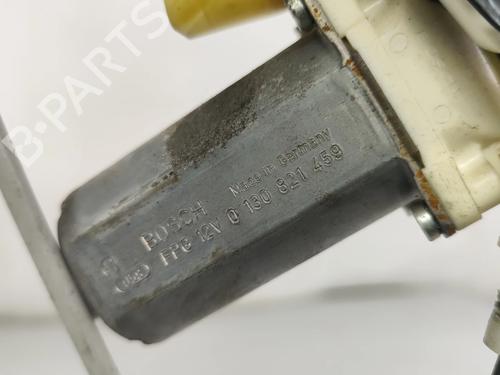 B-PARTS
Made in Germany
BOSCH
FPG 12V 0 130 821 459